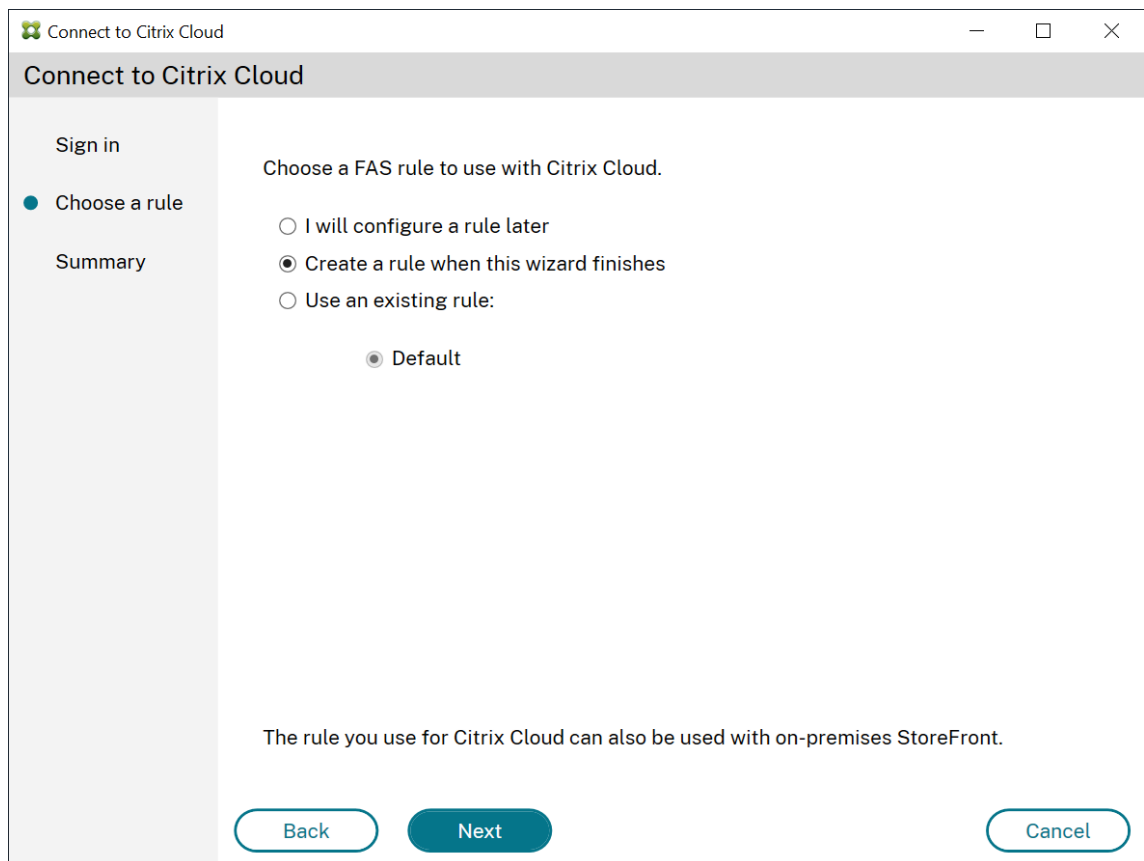 Connect to Citrix Cloud
Connect to Citrix Cloud
Sign in
Choose a rule
Summary
Choose a FAS rule to use with Citrix Cloud.
I will configure a rule later
Create a rule when this wizard finishes
Use an existing rule:
Default
The rule you use for Citrix Cloud can also be used with on-premises StoreFront.
Back
Next
Cancel